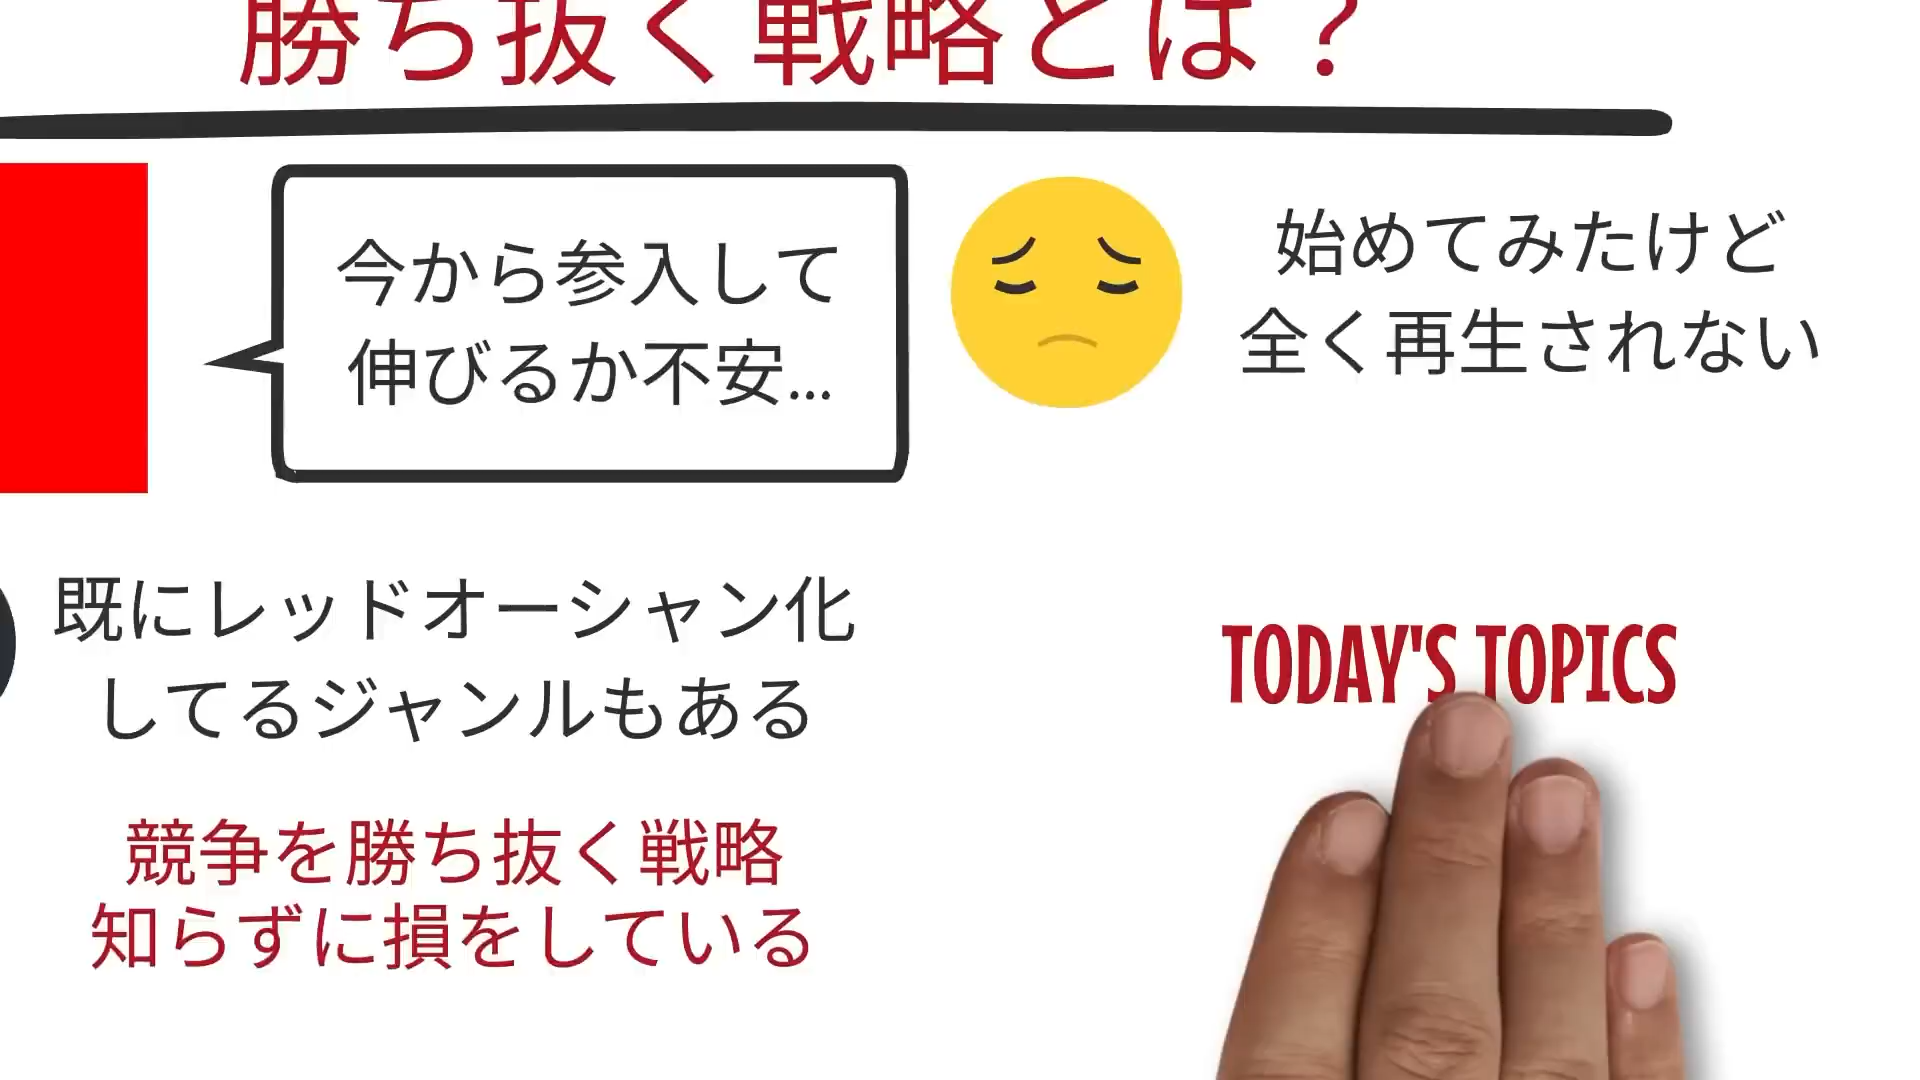 勝ち抜く戦略とは？
今から参入して
伸びるか不安...
始めてみたけど
全く再生されない
既にレッドオーシャン化
してるジャンルもある
TODAY'S TOPICS
競争を勝ち抜く戦略
知らずに損をしている